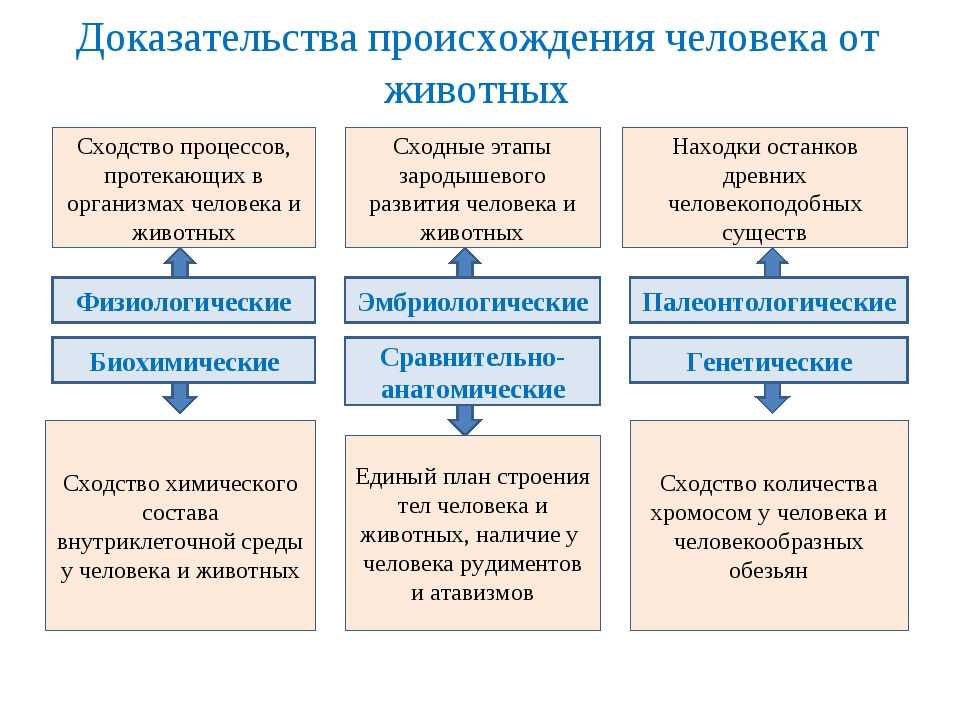 Доказательства происхождения человека от
животных
Сходство процессов,
протекающих в
организмах человека и
животных
Сходные этапы
зародышевого
развития человека и
животных
Находки останков
древних
человекоподобных
существ
Физиологические
Эмбриологические
Палеонтологические
Биохимические
Сравнительно-
анатомические
Генетические
Сходство химического
состава
внутриклеточной среды
у человека и животных
Единый план строения
тел человека и
животных, наличие у
человека рудиментов
и атавизмов
Сходство количества
хромосом у человека и
человекообразных
обезьян